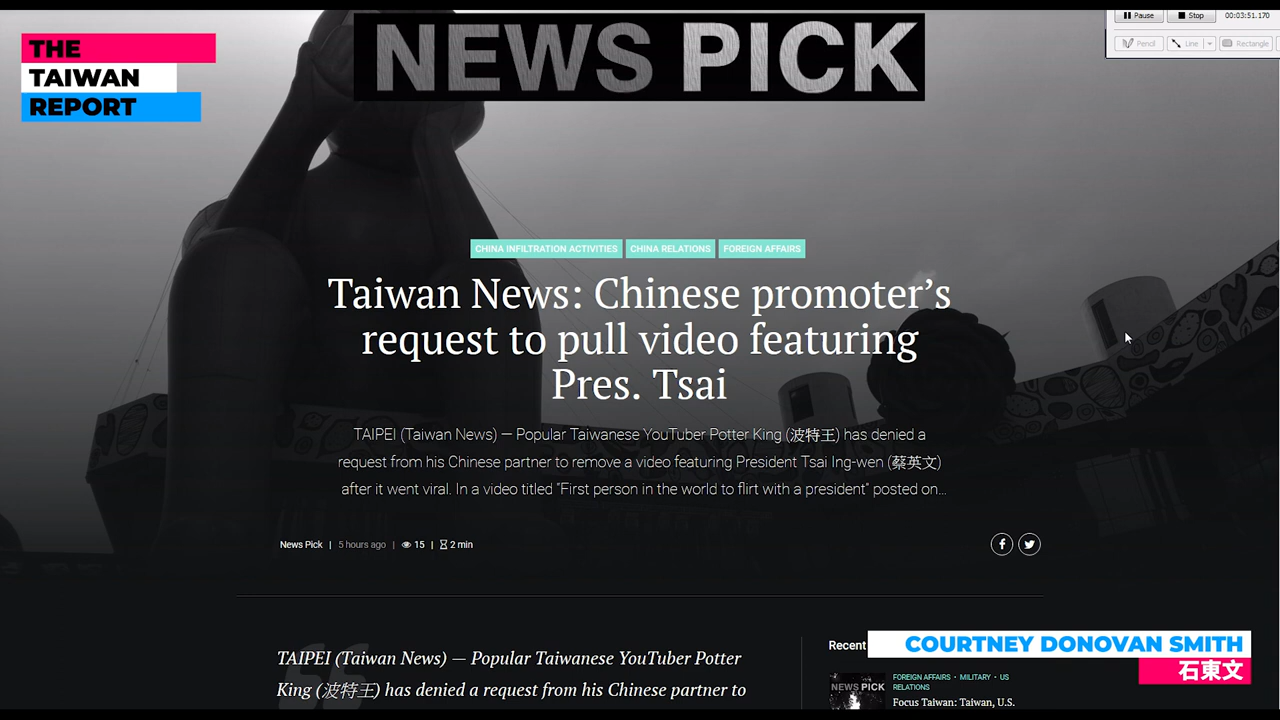 THE
TAIWAN
REPORT
NEWS PICK
Pause
Stop
00:03:51.170
Pencil
Line
Rectangle
CHINA INFILTRATION ACTIVITIES CHINA RELATIONS FOREIGN AFFAIRS
Taiwan News: Chinese promoter’s
request to pull video featuring
Pres. Tsai
TAIPEI (Taiwan News) — Popular Taiwanese YouTuber Potter King (波特王) has denied a
request from his Chinese partner to remove a video featuring President Tsai Ing-wen (蔡英文)
after it went viral. In a video titled “First person in the world to flirt with a president” posted on...
News Pick | 5 hours ago | 15 | 2 min
TAIPEI (Taiwan News) — Popular Taiwanese YouTuber Potter
King (波特王) has denied a request from his Chinese partner to
Recent
COURTNEY DONOVAN SMITH
石東文
NEWS PICK
FOREIGN AFFAIRS • MILITARY • US
RELATIONS
Focus Taiwan: Taiwan, U.S.